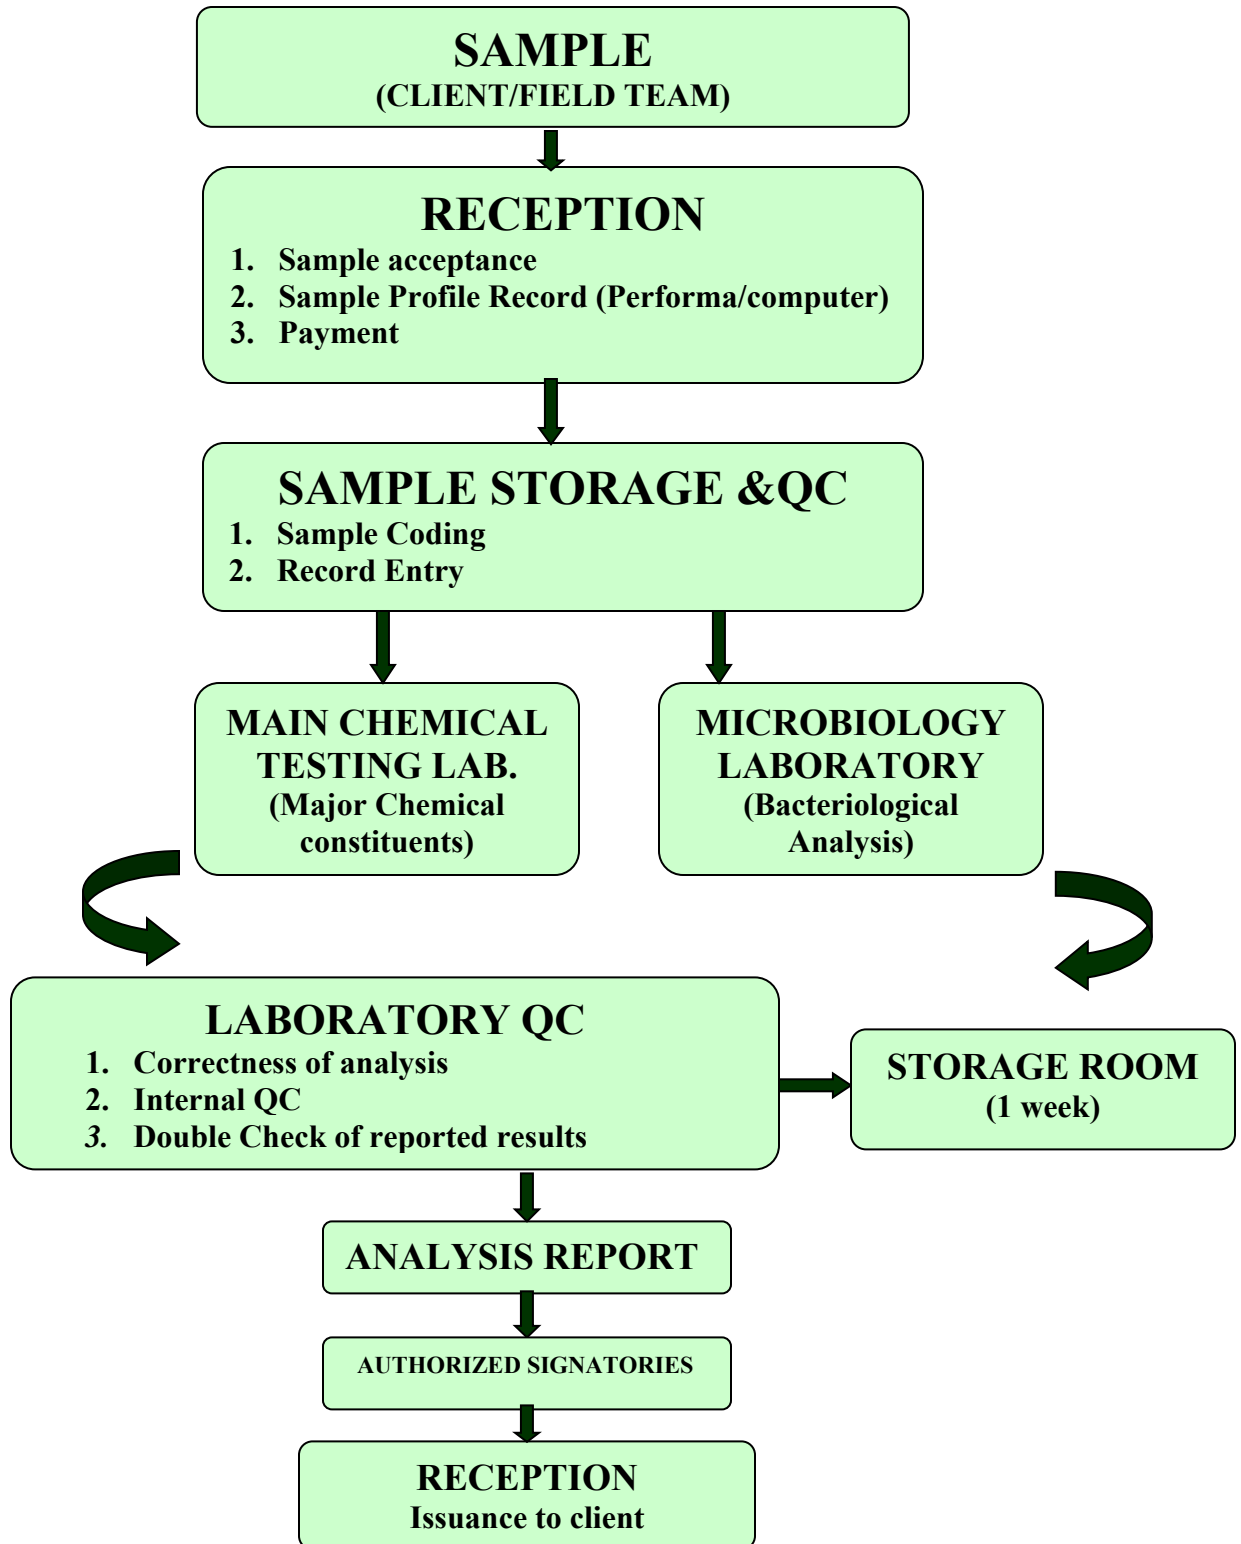 SAMPLE
(CLIENT/FIELD TEAM)
RECEPTION
1. Sample acceptance
2. Sample Profile Record (Performa/computer)
3. Payment
SAMPLE STORAGE &QC
1. Sample Coding
2. Record Entry
MAIN CHEMICAL
TESTING LAB.
(Major Chemical
constituents)
MICROBIOLOGY
LABORATORY
(Bacteriological
Analysis)
LABORATORY QC
1. Correctness of analysis
2. Internal QC
3. Double Check of reported results
STORAGE ROOM
(1 week)
ANALYSIS REPORT
AUTHORIZED SIGNATORIES
RECEPTION
Issuance to client